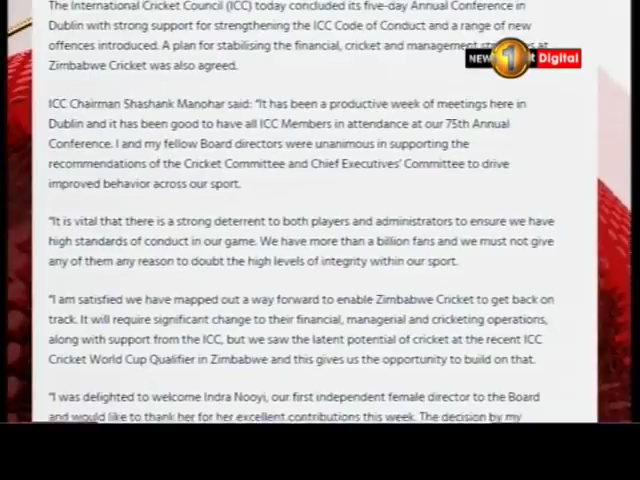 The International Cricket Council (ICC) today concluded its five-day Annual Conference in
Dublin with strong support for strengthening the ICC Code of Conduct and a range of new
offences introduced. A plan for stabilising the financial, cricket and management at
Zimbabwe Cricket was also agreed.
NEWS 1st Digital
ICC Chairman Shashank Manohar said: "It has been a productive week of meetings here in
Dublin and it has been good to have all ICC Members in attendance at our 75th Annual
Conference. I and my fellow Board directors were unanimous in supporting the
recommendations of the Cricket Committee and Chief Executives' Committee to drive
improved behavior across our sport.
"It is vital that there is a strong deterrent to both players and administrators to ensure we have
high standards of conduct in our game. We have more than a billion fans and we must not give
any of them any reason to doubt the high levels of integrity within our sport.
"I am satisfied we have mapped out a way forward to enable Zimbabwe Cricket to get back on
track. It will require significant change to their financial, managerial and cricketing operations,
along with support from the ICC, but we saw the latent potential of cricket at the recent ICC
Cricket World Cup Qualifier in Zimbabwe and this gives us the opportunity to build on that.
"I was delighted to welcome Indra Nooyi, our first independent female director to the Board
and would like to thank her for her excellent contributions this week. The decision by my